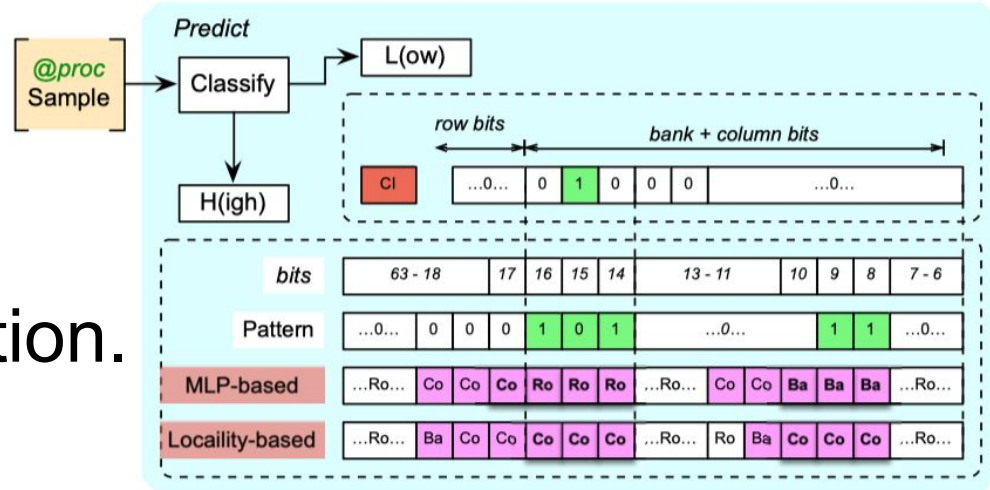 Predict
@proc
Sample
Classify
L(ow)
H(igh)
row bits
bank + column bits
CI ...0... 0 1 0 0 0 ...0...
bits 63 - 18 17 16 15 14 13 - 11 10 9 8 7 - 6
tion.
Pattern ...0... 0 0 0 1 0 1 ...0... 1 1 ...0...
MLP-based ...Ro... Co Co Co Ro Ro Ro ...Ro... Co Co Ba Ba Ba ...Ro...
Locaility-based ...Ro... Ba Co Co Co Co Co ...Ro... Ro Ba Co Co Co ...Ro...